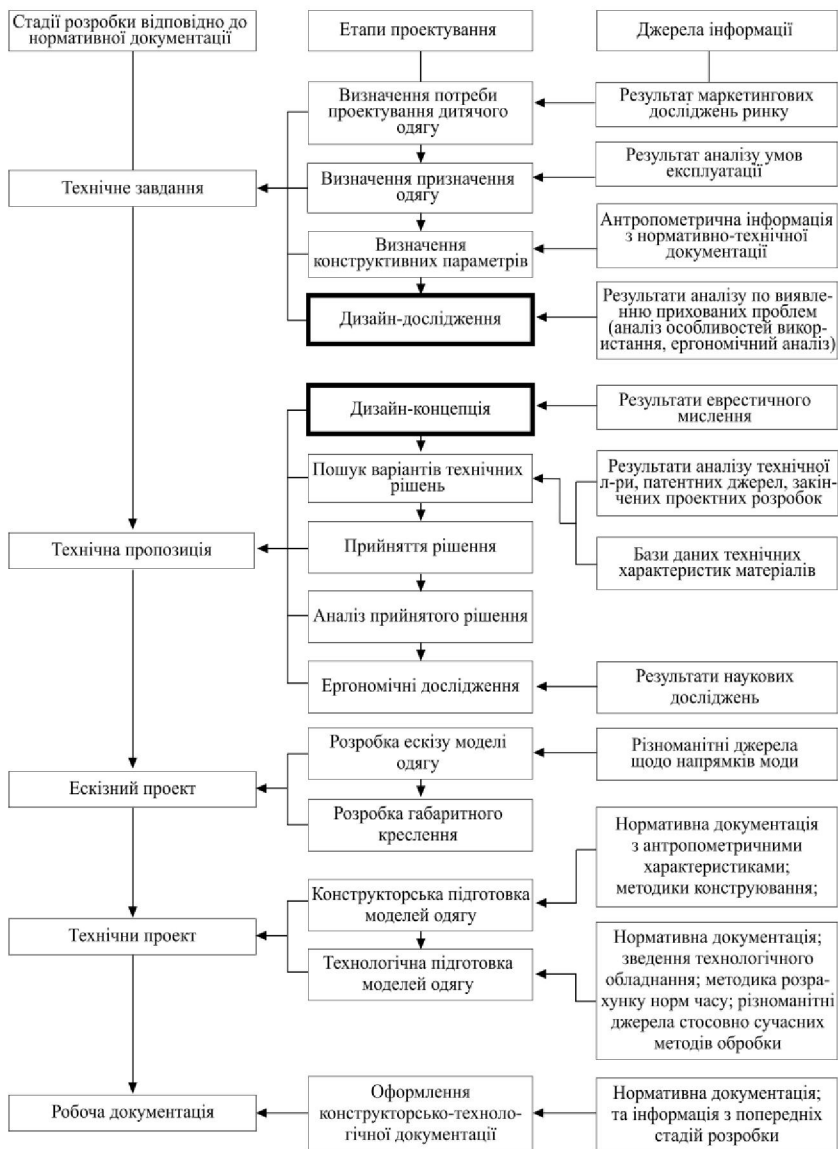 Стадії розробки відповідно до
нормативної документації
Етапи проектування
Джерела інформації
Визначення потреби
проектування дитячого
одягу
Результат маркетингових
досліджень ринку
Технічне завдання
Визначення призначення
одягу
Результат аналізу умов
експлуатації
Визначення
конструктивних параметрів
Антропометрична інформація
з нормативно-технічної
документації
Дизайн-дослідження
Результати аналізу по виявле-
нню прихованих проблем
(аналіз особливостей викор-
истання, ергономічний аналіз)
Дизайн-концепція
Результати еврестичного
мислення
Пошук варіантів технічних
рішень
Результати аналізу технічної
л-ри, патентних джерел, закін-
чених проектних розробок
Технічна пропозиція
Прийняття рішення
Бази даних технічних
характеристик матеріалів
Аналіз прийнятого рішення
Ергономічні дослідження
Результати наукових
досліджень
Ескізний проект
Розробка ескізу моделі
одягу
Різноманітні джерела
щодо напрямків моди
Розробка габаритного
креслення
Нормативна документація
з антропометричними
характеристиками;
методики конструювання;
Технічни проект
Конструкторська підготовка
моделей одягу
Технологічна підготовка
моделей одягу
Нормативна документація;
зведення технологічного
обладнання; методика розра-
хунку норм часу; різноманітні
джерела стосовно сучасних
методів обробки
Робоча документація
Оформлення
конструкторсько-техноло-
гічної документації
Нормативна документація;
та інформація з попередніх
стадій розробки